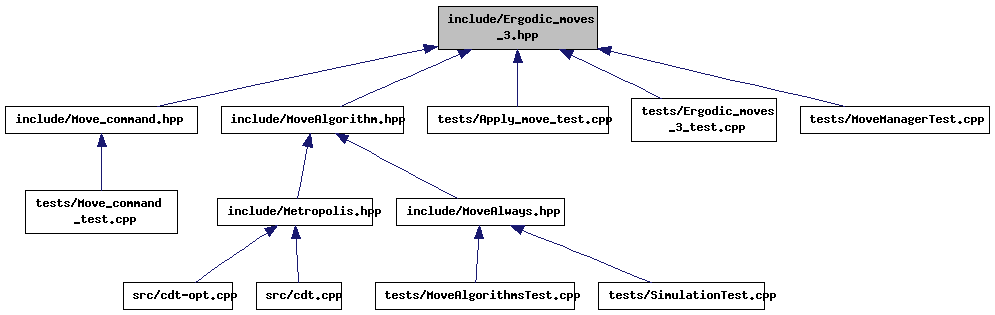 include/Ergodic_moves
_3.hpp
include/Move_command.hpp
include/MoveAlgorithm.hpp
tests/Apply_move_test.cpp
tests/Ergodic_moves
_3_test.cpp
tests/MoveManagerTest.cpp
tests/Move_command
_test.cpp
include/Metropolis.hpp
include/MoveAlways.hpp
src/cdt-opt.cpp
src/cdt.cpp
tests/MoveAlgorithmsTest.cpp
tests/SimulationTest.cpp